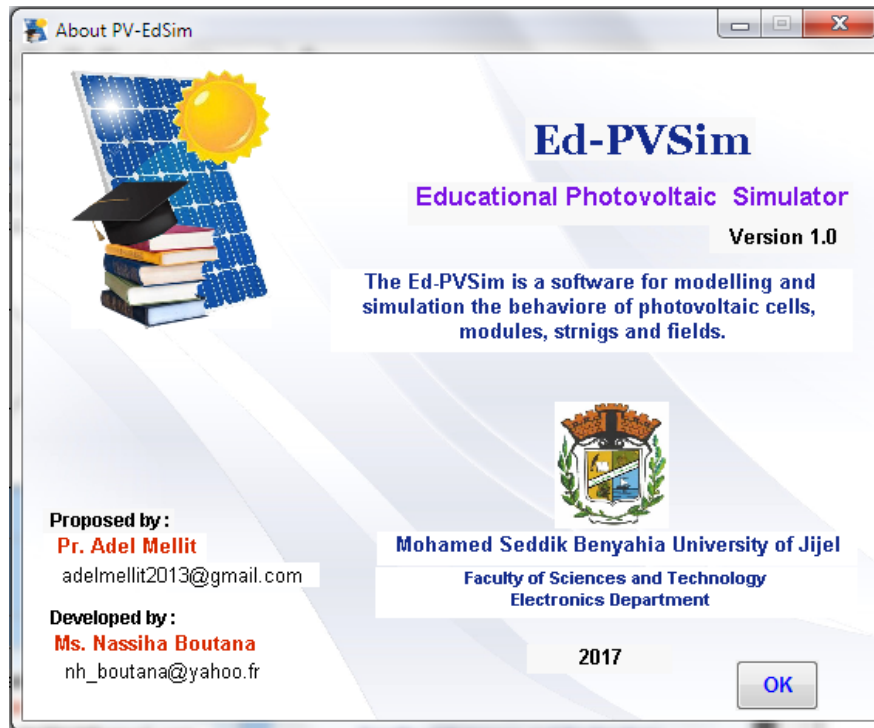 About PV-EdSim
Ed-PVSim
Educational Photovoltaic Simulator
Version 1.0
The Ed-PVSim is a software for modelling and
simulation the behaviore of photovoltaic cells,
modules, strnigs and fields.
Proposed by :
Pr. Adel Mellit
adelmellit2013@gmail.com
Developed by :
Ms. Nassiha Boutana
nh_boutana@yahoo.fr
Mohamed Seddik Benyahia University of Jijel
Faculty of Sciences and Technology
Electronics Department
2017
OK